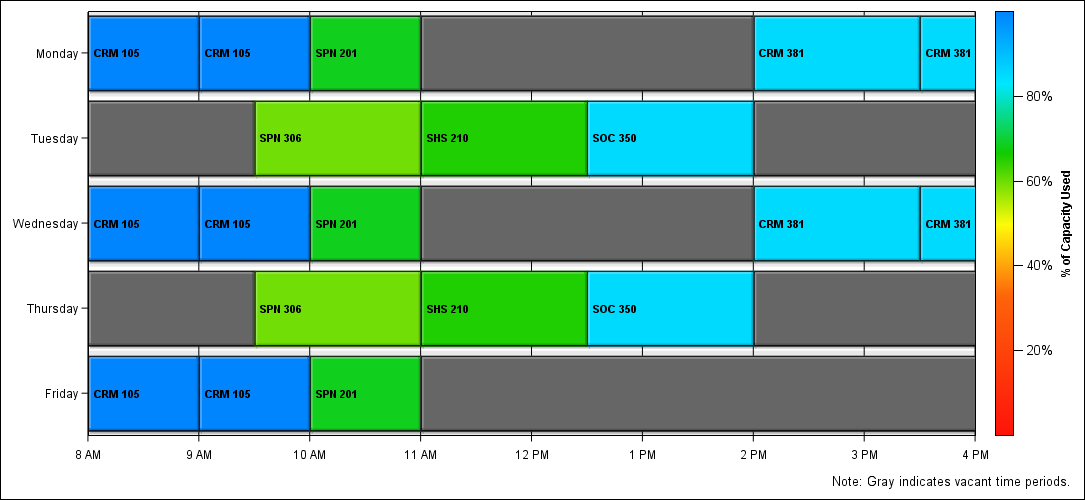 Monday
CRM 105 CRM 105 SPN 201 CRM 381 CRM 381
Tuesday
SPN 306 SHS 210 SOC 350
Wednesday
CRM 105 CRM 105 SPN 201 CRM 381 CRM 381
Thursday
SPN 306 SHS 210 SOC 350
Friday
CRM 105 CRM 105 SPN 201
8 AM 9 AM 10 AM 11 AM 12 PM 1 PM 2 PM 3 PM 4 PM
80%
60%
40%
20%
% of Capacity Used
Note: Gray indicates vacant time periods.